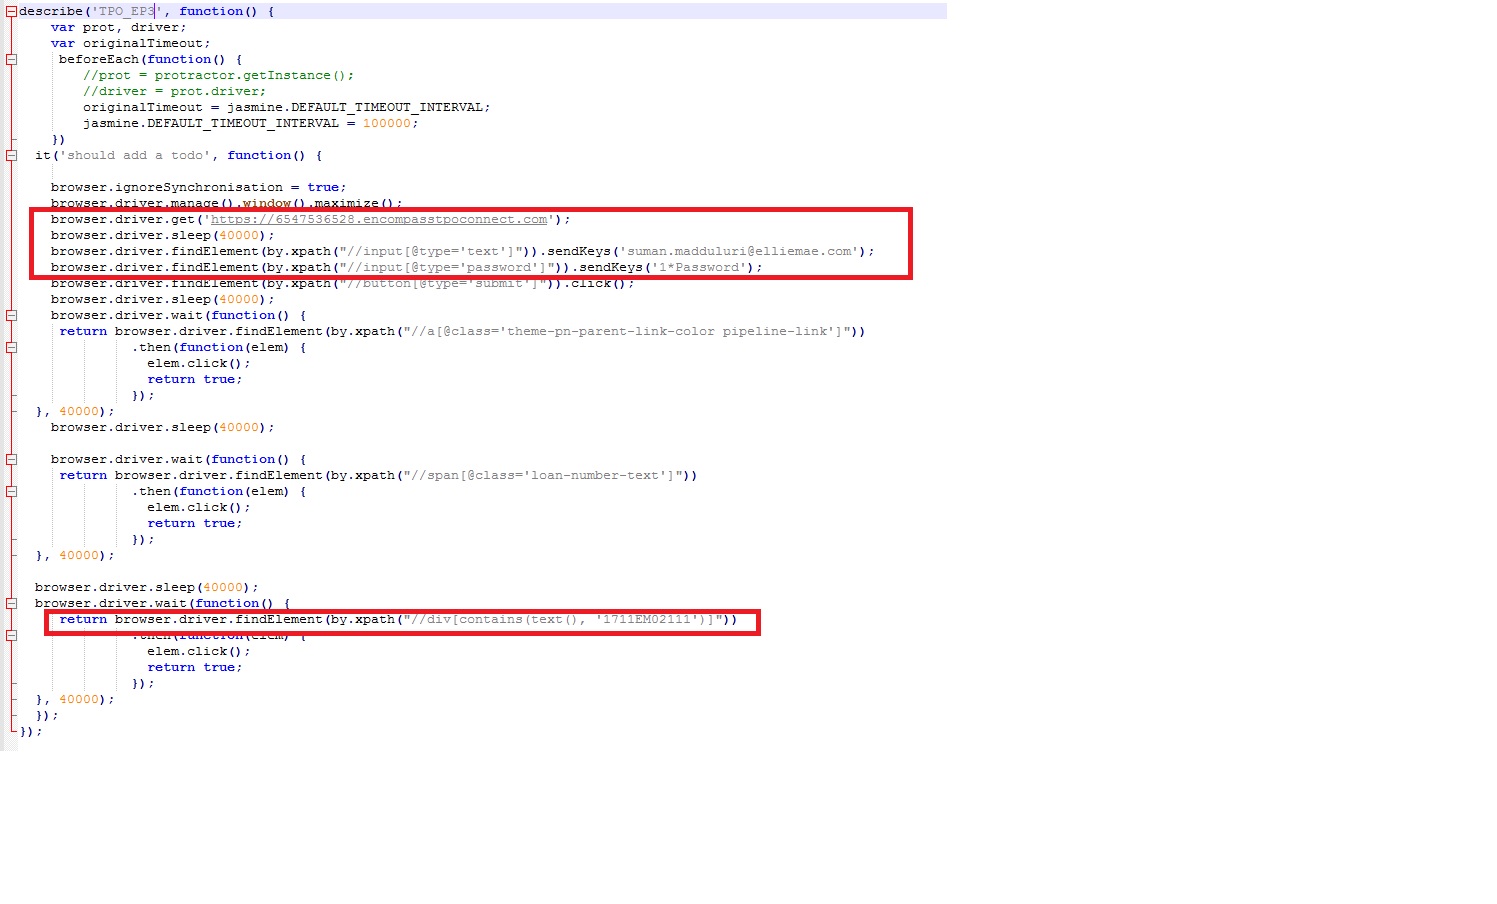 describe('TPO_EP3', function() {
var prot, driver;
var originalTimeout;
beforeEach(function() {
//prot = protractor.getInstance();
//driver = prot.driver;
originalTimeout = jasmine.DEFAULT_TIMEOUT_INTERVAL;
jasmine.DEFAULT_TIMEOUT_INTERVAL = 100000;
})
it('should add a todo', function() {
browser.ignoreSynchronisation = true;
browser.driver.manage().window().maximize();
browser.driver.get('https://6547536528.encompasstpoconnect.com');
browser.driver.sleep(40000);
browser.driver.findElement(by.xpath("//input[@type='text']")).sendKeys('suman.madduluri@elliemae.com');
browser.driver.findElement(by.xpath("//input[@type='password']")).sendKeys('1*Password');
browser.driver.findElement(by.xpath("//button[@type='submit']")).click();
browser.driver.sleep(40000);
browser.driver.wait(function() {
return browser.driver.findElement(by.xpath("//a[@class='theme-pn-parent-link-color pipeline-link']"))
.then(function(elem) {
elem.click();
return true;
});
}, 40000);
browser.driver.sleep(40000);
browser.driver.wait(function() {
return browser.driver.findElement(by.xpath("//span[@class='loan-number-text']"))
.then(function(elem) {
elem.click();
return true;
});
}, 40000);
browser.driver.sleep(40000);
browser.driver.wait(function() {
return browser.driver.findElement(by.xpath("//div[contains(text(), '1711EM02111')]"))
.then(function(elem) {
elem.click();
return true;
});
}, 40000);
});
});